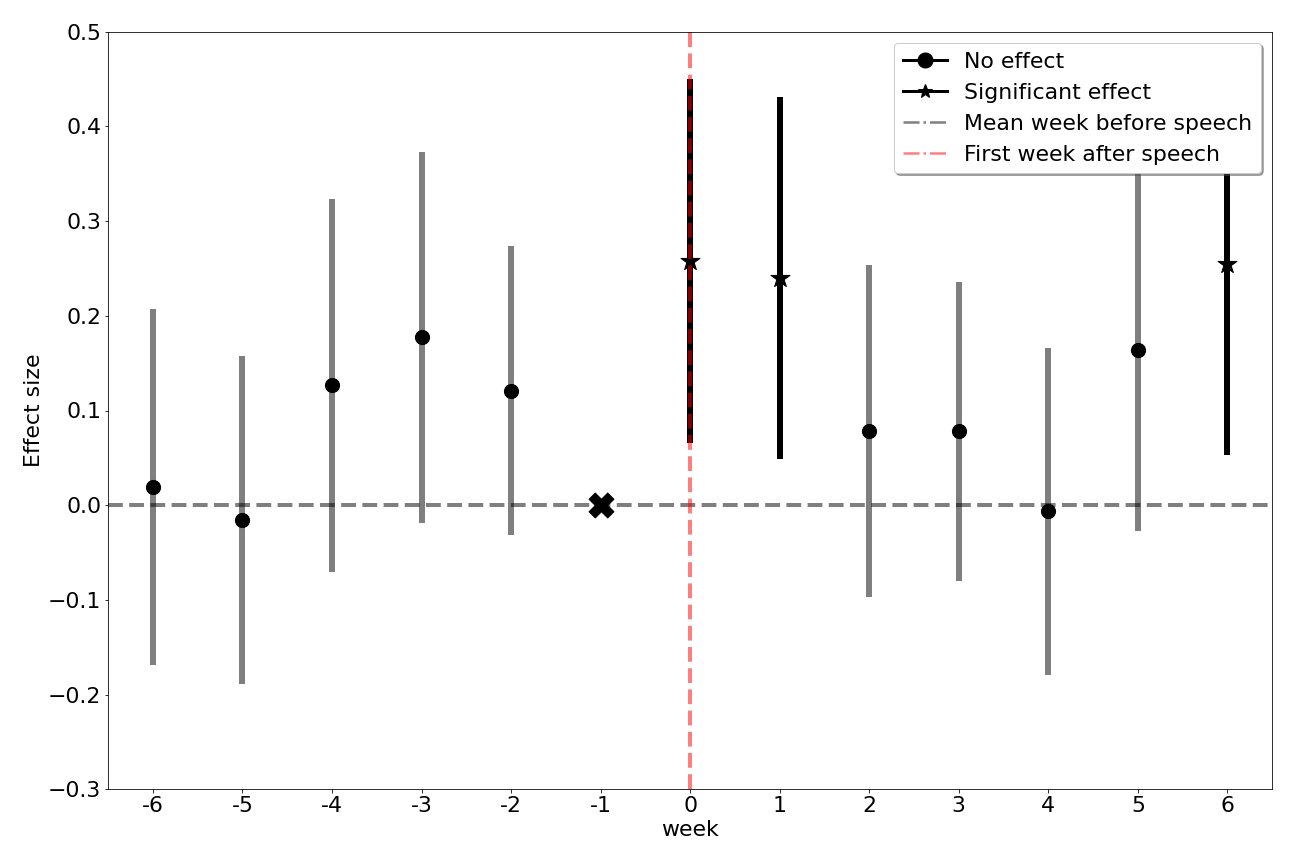 0.5
0.4
0.3
0.2
0.1
0.0
−0.1
−0.2
−0.3
Effect size
No effect
Significant effect
Mean week before speech
First week after speech
-6 -5 -4 -3 -2 -1 0 1 2 3 4 5 6
week